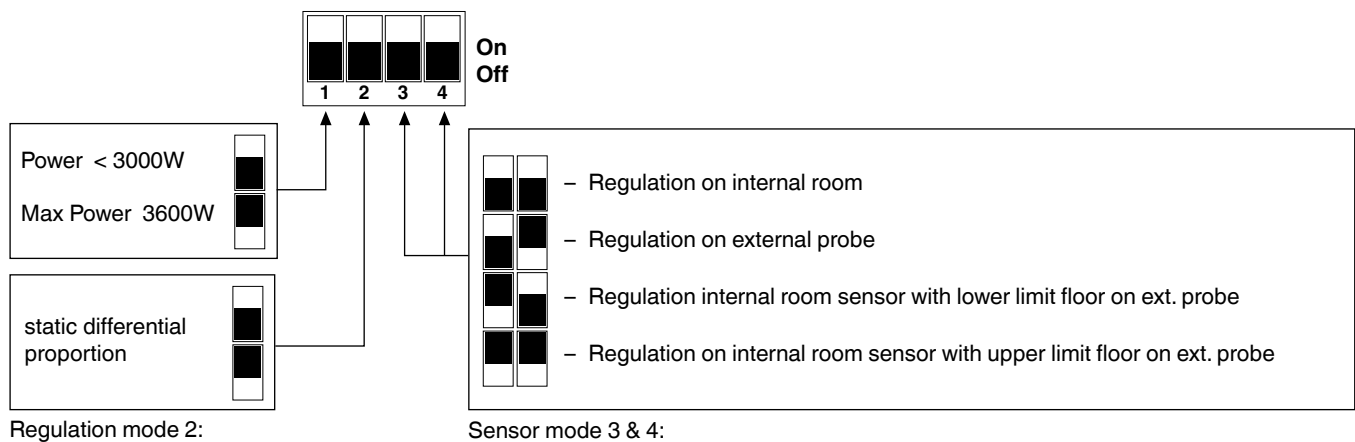 On
Off
1 2 3 4
Power < 3000W
Max Power 3600W
static differential
proportion
Regulation mode 2:
– Regulation on internal room
– Regulation on external probe
– Regulation internal room sensor with lower limit floor on ext. probe
– Regulation on internal room sensor with upper limit floor on ext. probe
Sensor mode 3 & 4: